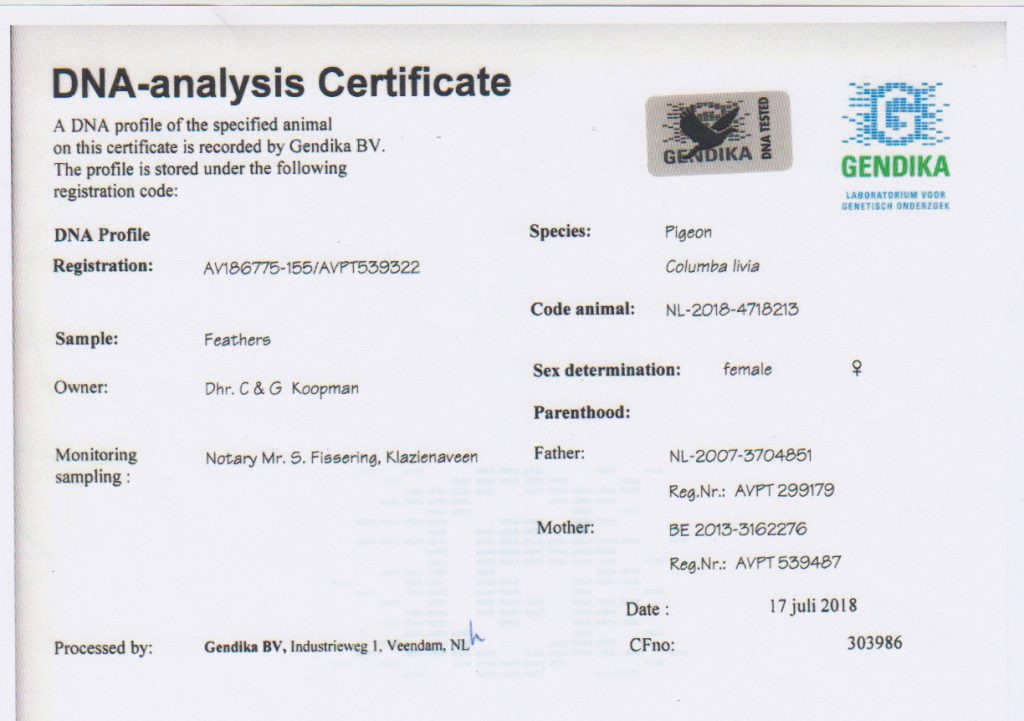 DNA-analysis Certificate
A DNA profile of the specified animal
on this certificate is recorded by Gendika BV.
The profile is stored under the following
registration code:
GENDIKA
DNA TESTED
G
GENDIKA
LABORATORIUM VOOR
GENETISCH ONDERZOEK
DNA Profile
Registration: AV186775-155/AVPT539322
Sample: Feathers
Owner: Dhr. C & G Koopman
Monitoring
sampling : Notary Mr. S. Fissering, Klazienaveen
Species: Pigeon
Columba livia
Code animal: NL-2018-4718213
Sex determination: female ♀
Parenthood:
Father: NL-2007-3704851
Reg.Nr.: AVPT 299179
Mother: BE 2013-3162276
Reg.Nr.: AVPT 539487
Date : 17 juli 2018
CFno: 303986
Processed by: Gendika BV, Industrieweg 1, Veendam, NL